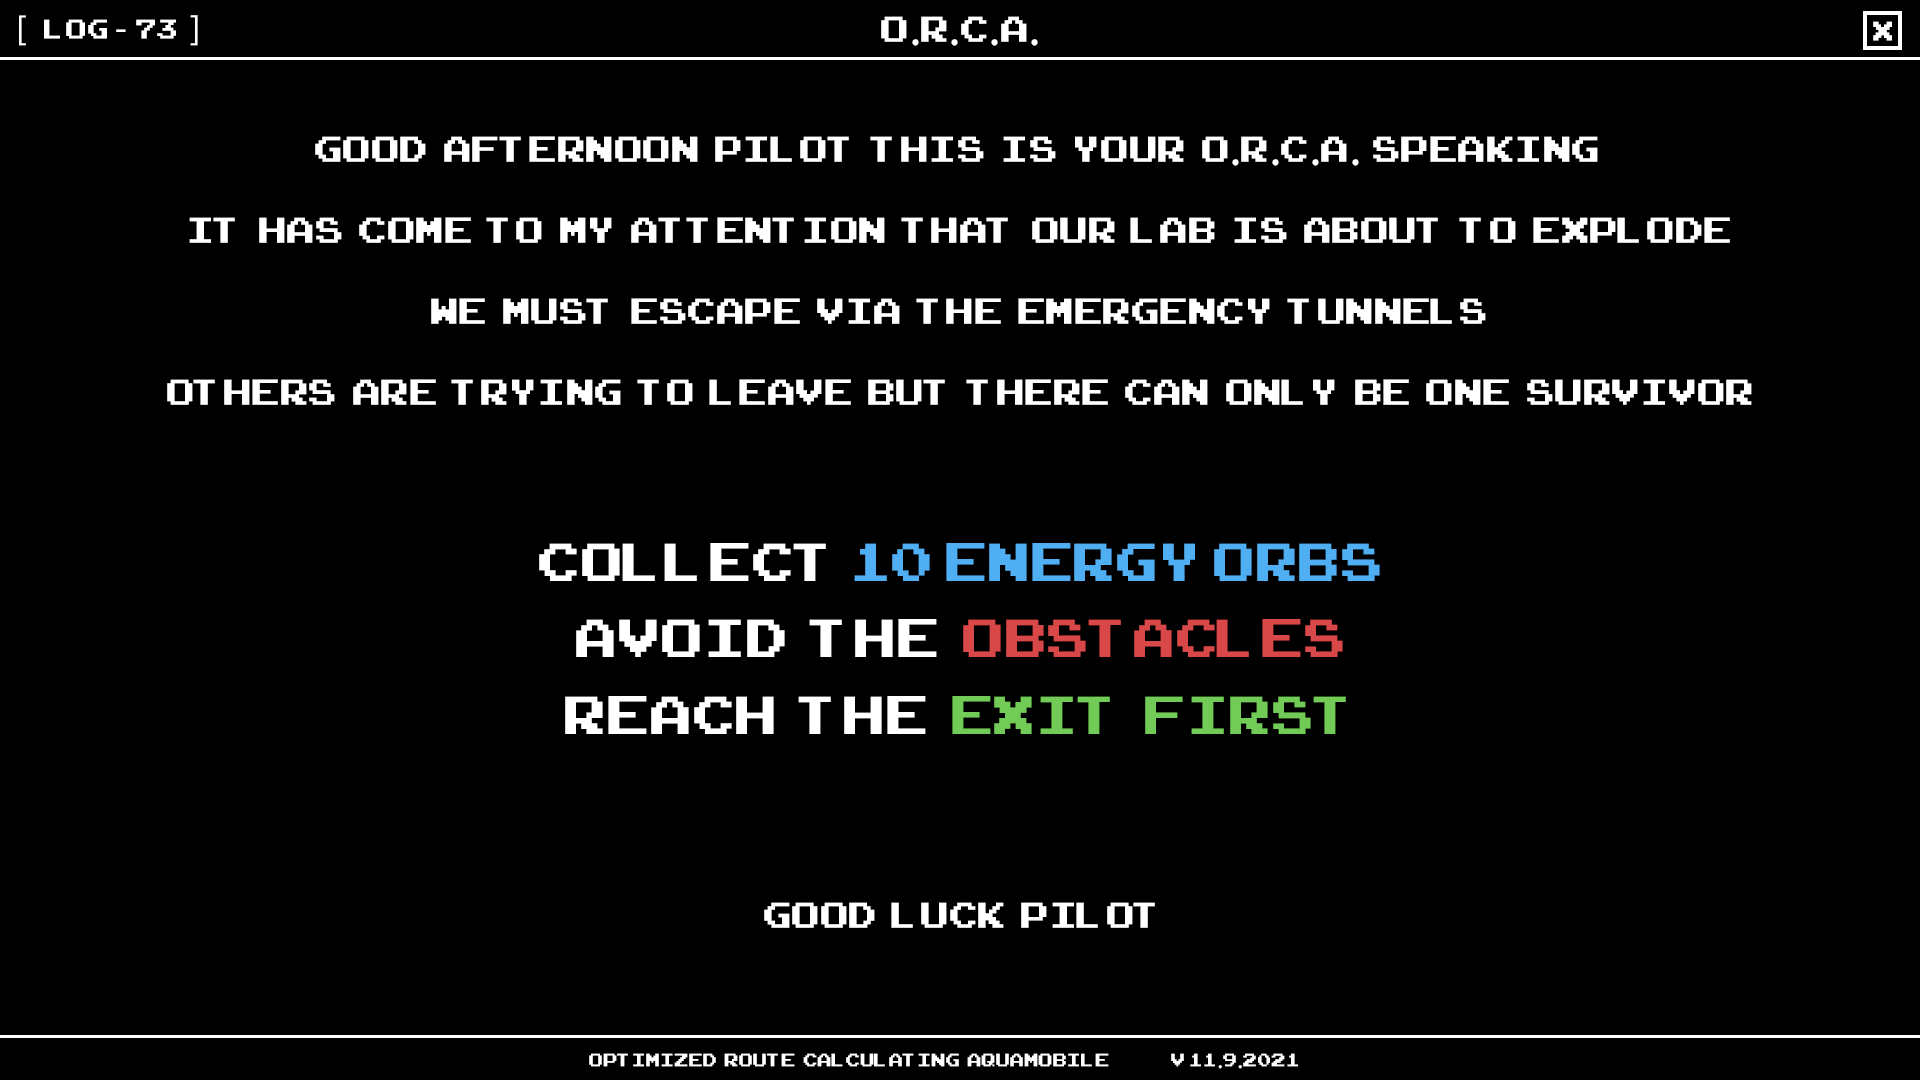 [ LOG-73 ]
O.R.C.A.
X
GOOD AFTERNOON PILOT THIS IS YOUR O.R.C.A. SPEAKING
IT HAS COME TO MY ATTENTION THAT OUR LAB IS ABOUT TO EXPLODE
WE MUST ESCAPE VIA THE EMERGENCY TUNNELS
OTHERS ARE TRYING TO LEAVE BUT THERE CAN ONLY BE ONE SURVIVOR
COLLECT 10 ENERGY ORBS
AVOID THE OBSTACLES
REACH THE EXIT FIRST
GOOD LUCK PILOT
OPTIMIZED ROUTE CALCULATING AQUAMOBILE V 11.9.2021